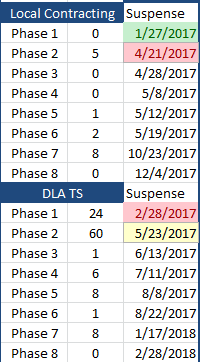 Local Contracting Suspense
Phase 1 0 1/27/2017
Phase 2 5 4/21/2017
Phase 3 0 4/28/2017
Phase 4 0 5/8/2017
Phase 5 1 5/12/2017
Phase 6 2 5/19/2017
Phase 7 8 10/23/2017
Phase 8 0 12/4/2017
DLA TS Suspense
Phase 1 24 2/28/2017
Phase 2 60 5/23/2017
Phase 3 1 6/13/2017
Phase 4 6 7/11/2017
Phase 5 8 8/8/2017
Phase 6 1 8/22/2017
Phase 7 8 1/17/2018
Phase 8 0 2/28/2018